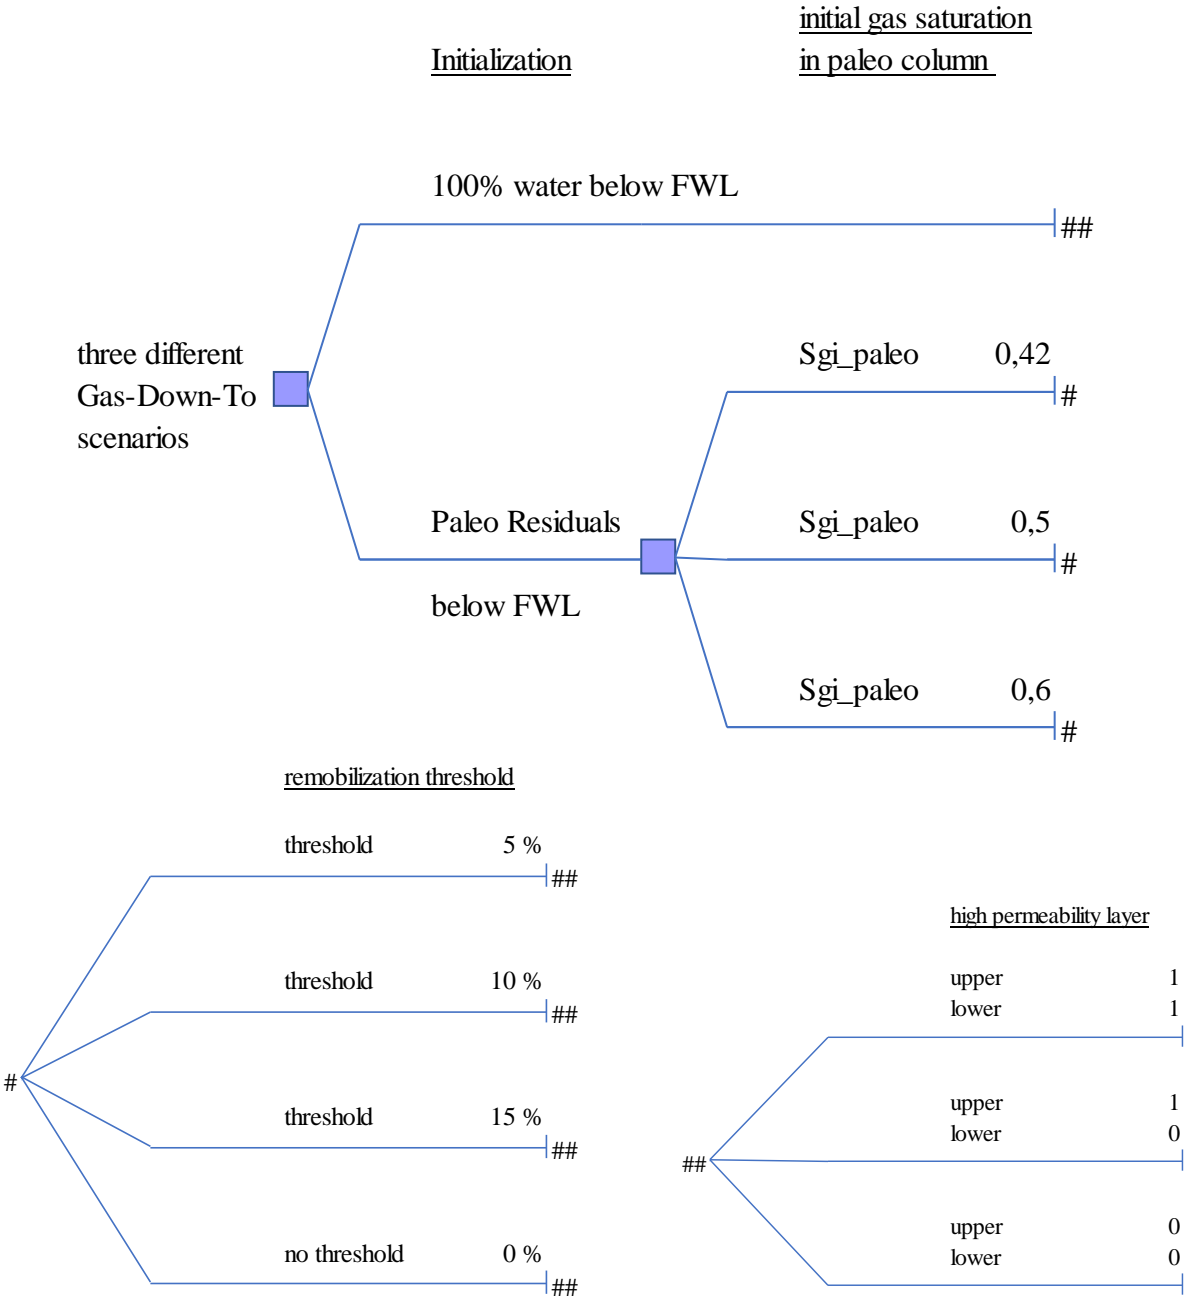 initial gas saturation
Initialization in paleo column
100% water below FWL
##
three different
Gas-Down-To
scenarios
Sgi_paleo 0,42
#
Paleo Residuals
below FWL
Sgi_paleo 0,5
#
Sgi_paleo 0,6
#
remobilization threshold
threshold 5 %
##
threshold 10 %
##
#
threshold 15 %
##
no threshold 0 %
##
high permeability layer
upper 1
lower 1
##
upper 1
lower 0
upper 0
lower 0